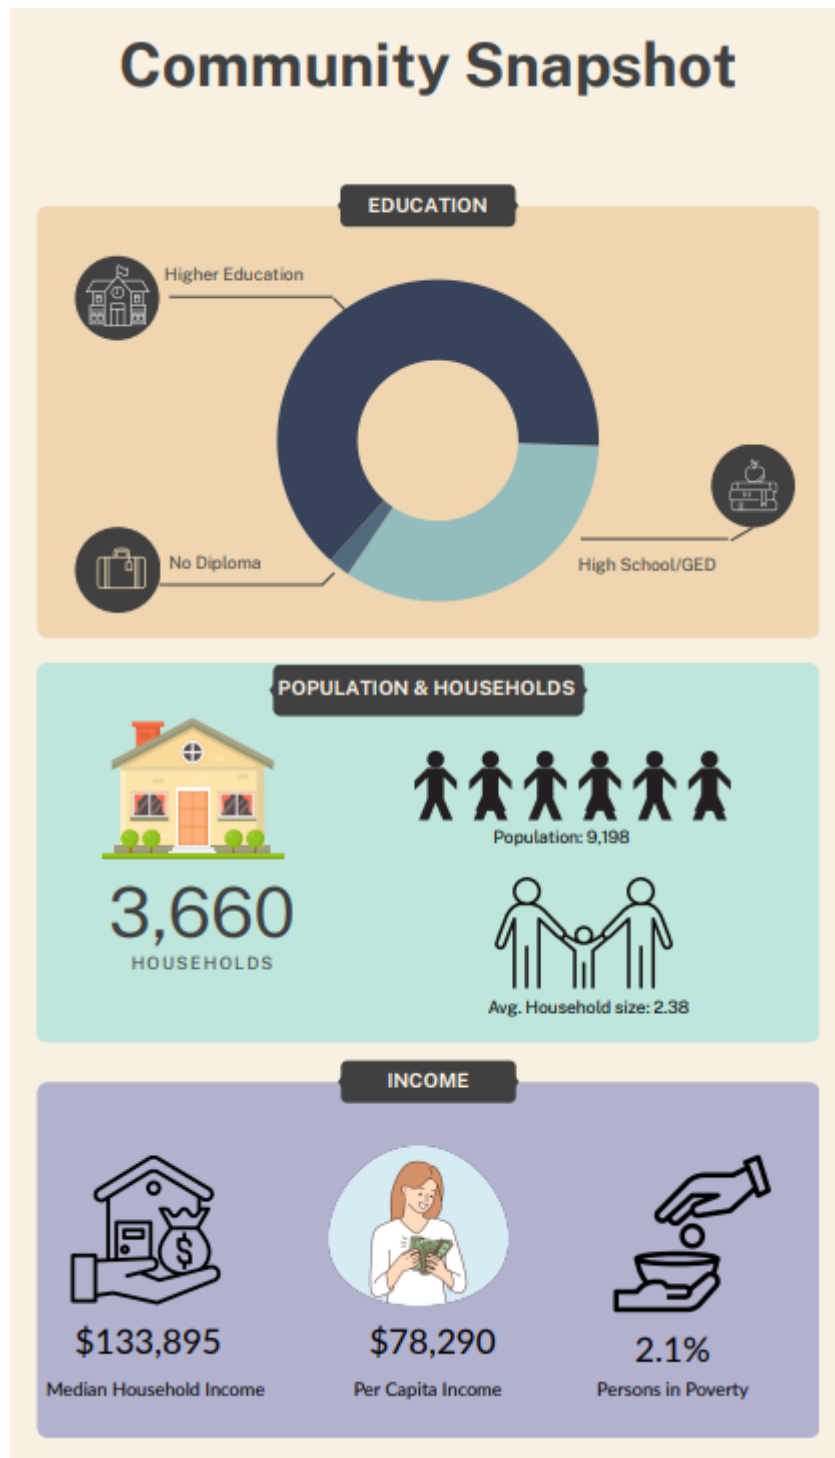 Community Snapshot
EDUCATION
Higher Education
No Diploma
High School/GED
POPULATION & HOUSEHOLDS
Population: 9,198
3,660
HOUSEHOLDS
Avg. Household size: 2.38
INCOME
$
$133,895
Median Household Income
$78,290
Per Capita Income
2.1%
Persons in Poverty